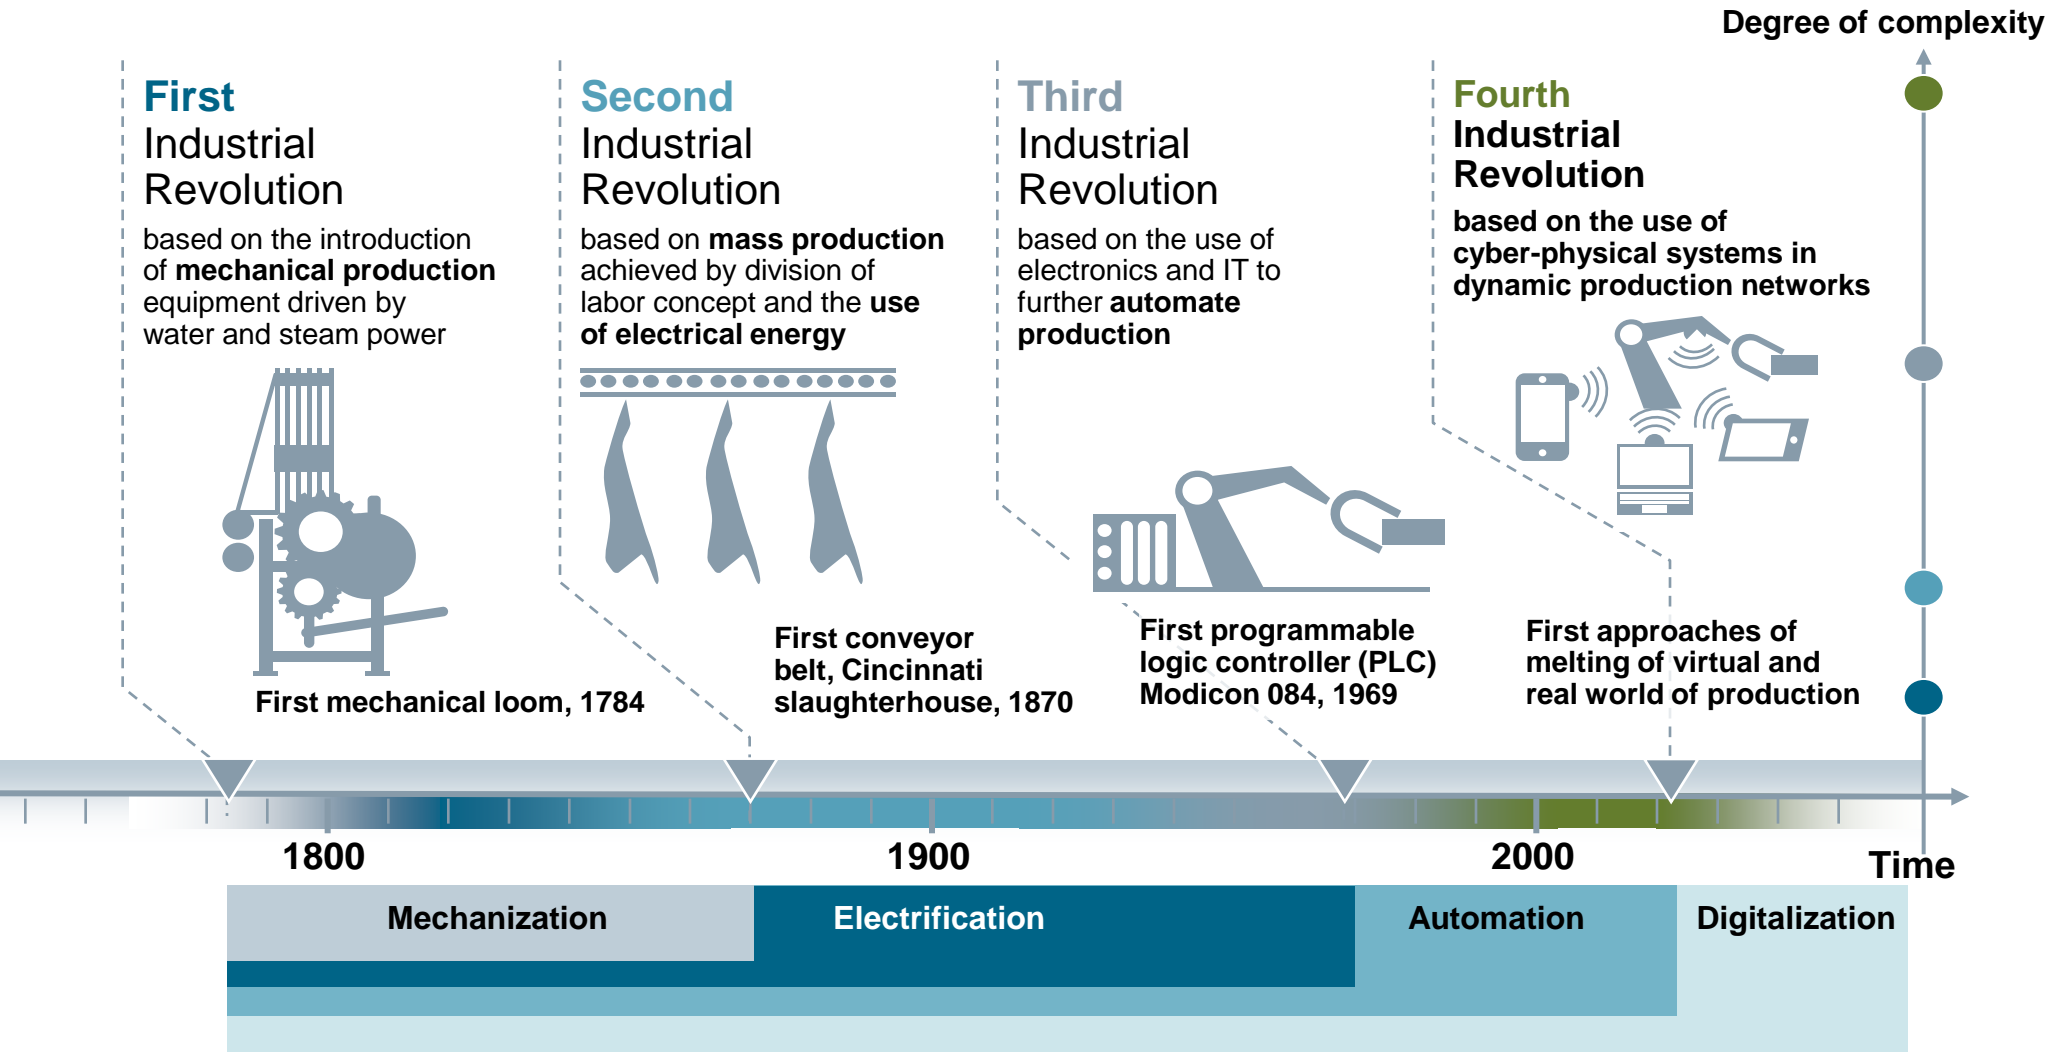 Degree of complexity
First
Industrial
Revolution
based on the introduction
of mechanical production
equipment driven by
water and steam power
First mechanical loom, 1784
Second
Industrial
Revolution
based on mass production
achieved by division of
labor concept and the use
of electrical energy
First conveyor
belt, Cincinnati
slaughterhouse, 1870
Third
Industrial
Revolution
based on the use of
electronics and IT to
further automate
production
First programmable
logic controller (PLC)
Modicon 084, 1969
Fourth
Industrial
Revolution
based on the use of
cyber-physical systems in
dynamic production networks
First approaches of
melting of virtual and
real world of production
1800
1900
2000
Time
Mechanization
Electrification
Automation
Digitalization